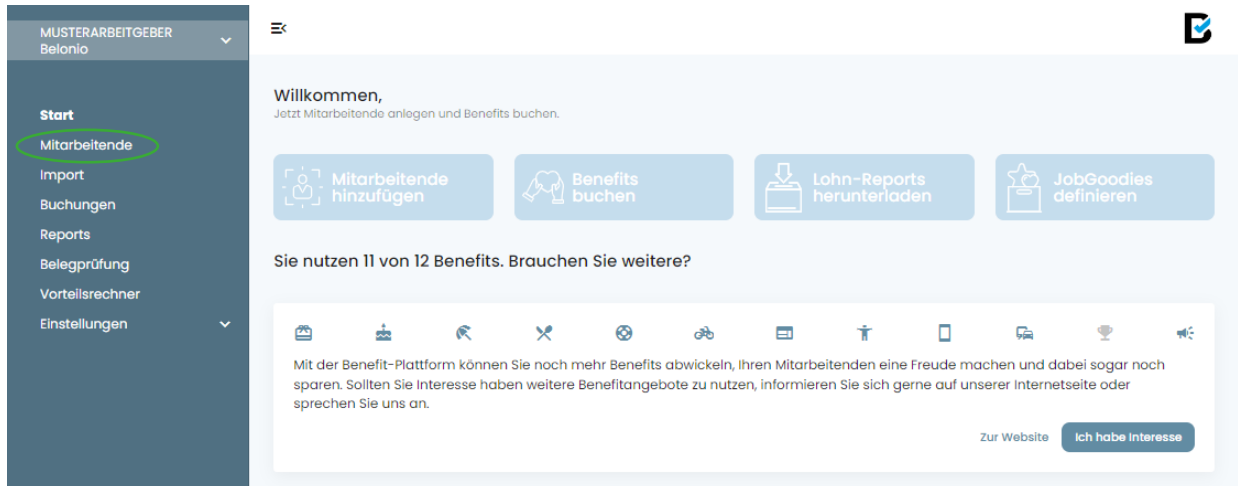 MUSTERARBEITGEBER
Belonio
Start
Mitarbeitende
Import
Buchungen
Reports
Belegprüfung
Vorteilsrechner
Einstellungen
Willkommen,
Jetzt Mitarbeitende anlegen und Benefits buchen.
Mitarbeitende
hinzufügen
Benefits
buchen
Lohn-Reports
herunterladen
JobGoodies
definieren
Sie nutzen 11 von 12 Benefits. Brauchen Sie weitere?
Mit der Benefit-Plattform können Sie noch mehr Benefits abwickeln, Ihren Mitarbeitenden eine Freude machen und dabei sogar noch
sparen. Sollten Sie Interesse haben weitere Benefitangebote zu nutzen, informieren Sie sich gerne auf unserer Internetseite oder
sprechen Sie uns an.
Zur Website
Ich habe Interesse